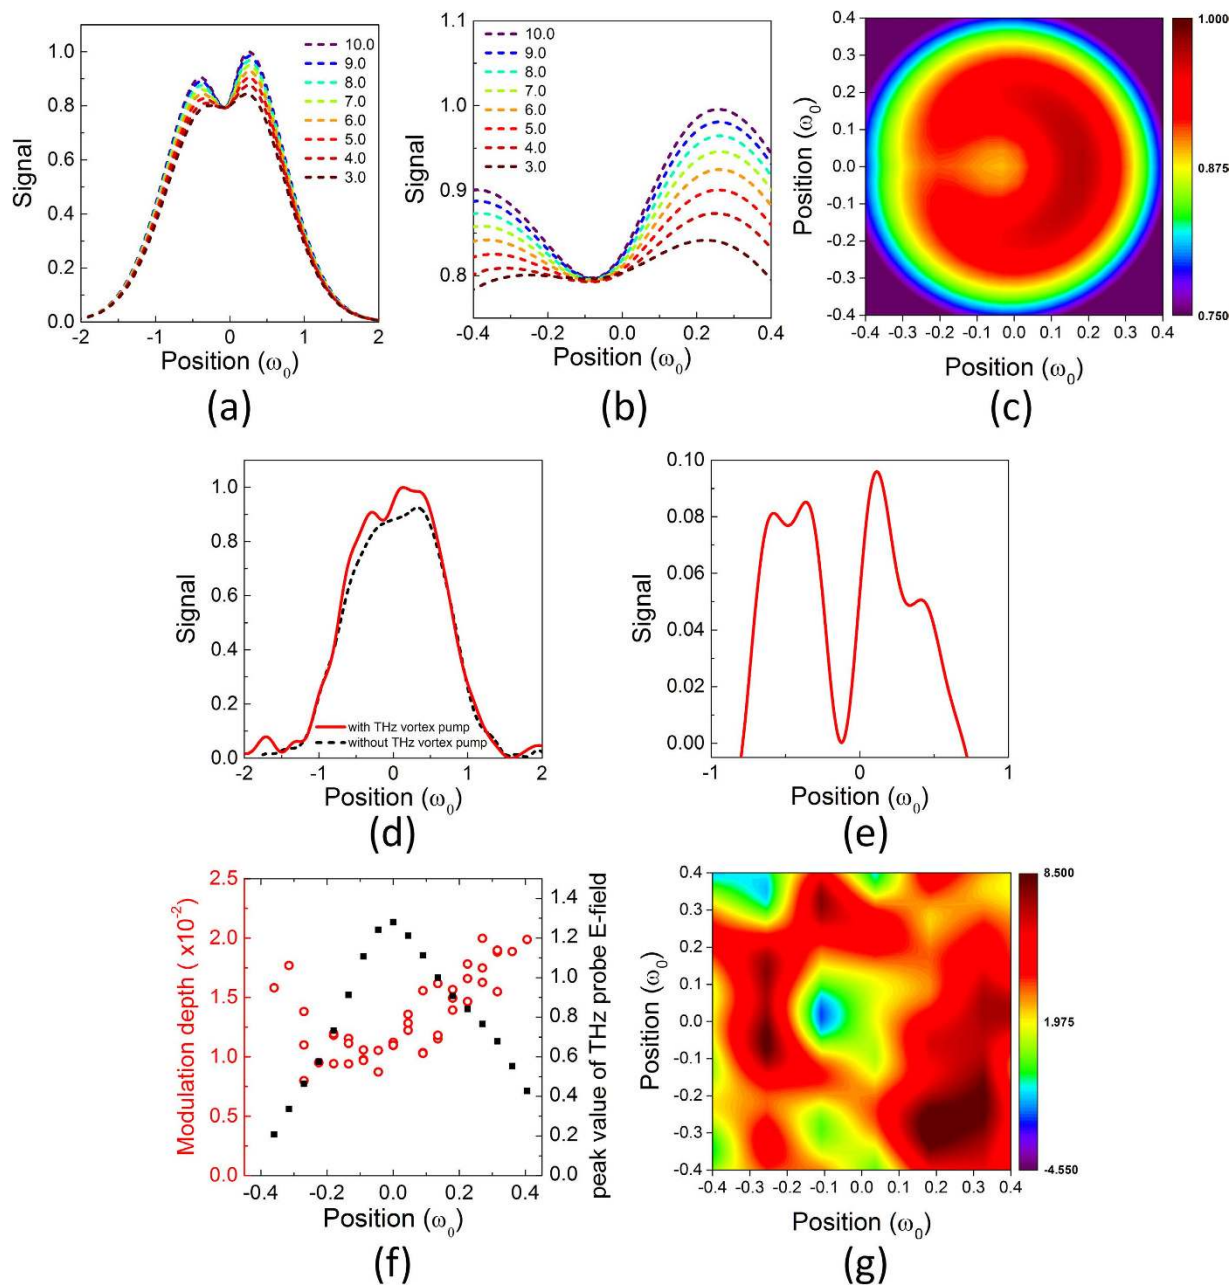 1.0
0.8
0.6
0.4
0.2
0.0
Signal
10.0
9.0
8.0
7.0
6.0
5.0
4.0
3.0
-2 -1 0 1 2
Position (ω₀)
(a)
1.1
1.0
0.9
0.8
Signal
10.0
9.0
8.0
7.0
6.0
5.0
4.0
3.0
-0.4 -0.2 0.0 0.2 0.4
Position (ω₀)
(b)
0.4
0.3
0.2
0.1
0.0
-0.1
-0.2
-0.3
-0.4
Position (ω₀)
-0.4 -0.3 -0.2 -0.1 0.0 0.1 0.2 0.3 0.4
Position (ω₀)
1.000
0.875
0.750
(c)
1.0
0.8
0.6
0.4
0.2
0.0
Signal
with THz vortex pump
without THz vortex pump
-2 -1 0 1 2
Position (ω₀)
(d)
0.10
0.08
0.06
0.04
0.02
0.00
Signal
-1 0 1
Position (ω₀)
(e)
2.5
2.0
1.5
1.0
0.5
0.0
Modulation depth ( x10⁻²)
1.4
1.2
1.0
0.8
0.6
0.4
0.2
0.0
peak value of THz probe E-field
-0.4 -0.2 0.0 0.2 0.4
Position (ω₀)
(f)
0.4
0.3
0.2
0.1
0.0
-0.1
-0.2
-0.3
-0.4
Position (ω₀)
-0.4 -0.3 -0.2 -0.1 0.0 0.1 0.2 0.3 0.4
Position (ω₀)
8.500
1.975
-4.550
(g)